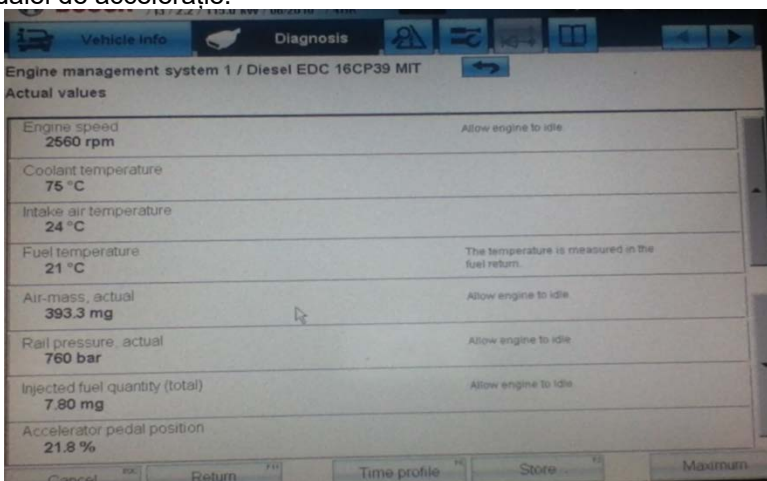 de accelerație.
Vehicle Info
Diagnosis
Engine management system 1 / Diesel EDC 16CP39 MIT
Actual values
Engine speed
2560 rpm
Allow engine to idle.
Coolant temperature
75 °C
Intake air temperature
24 °C
Fuel temperature
21 °C
The temperature is measured in the
fuel return.
Air-mass, actual
393.3 mg
Allow engine to idle.
Rail pressure, actual
760 bar
Allow engine to idle
Injected fuel quantity (total)
7.80 mg
Allow engine to idle.
Accelerator pedal position
21.8 %
Cancel
Return
Time profile
Store
Maximum